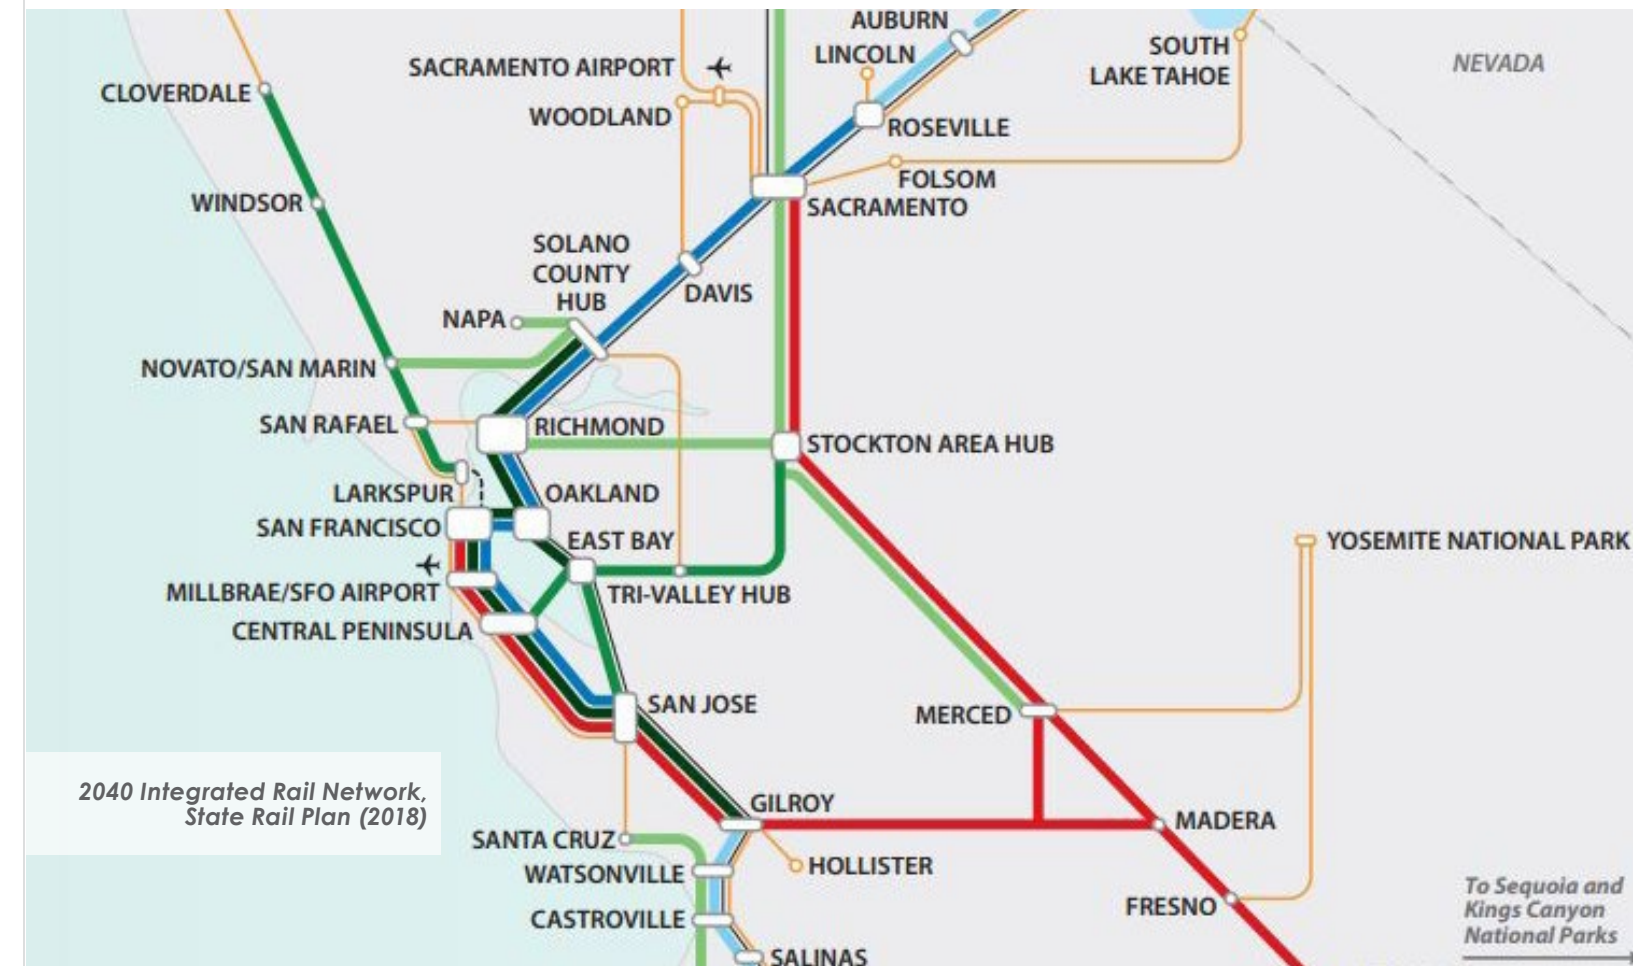 AUBURN
LINCOLN
SOUTH
LAKE TAHOE
NEVADA
SACRAMENTO AIRPORT
CLOVERDALE
WOODLAND
ROSEVILLE
FOLSOM
SACRAMENTO
WINDSOR
SOLANO
COUNTY
HUB
DAVIS
NAPA
NOVATO/SAN MARIN
SAN RAFAEL
RICHMOND
STOCKTON AREA HUB
LARKSPUR
OAKLAND
SAN FRANCISCO
EAST BAY
YOSEMITE NATIONAL PARK
MILLBRAE/SFO AIRPORT
TRI-VALLEY HUB
CENTRAL PENINSULA
SAN JOSE
MERCED
2040 Integrated Rail Network,
State Rail Plan (2018)
GILROY
MADERA
SANTA CRUZ
HOLLISTER
WATSONVILLE
CASTROVILLE
FRESNO
To Sequoia and
Kings Canyon
National Parks
SALINAS